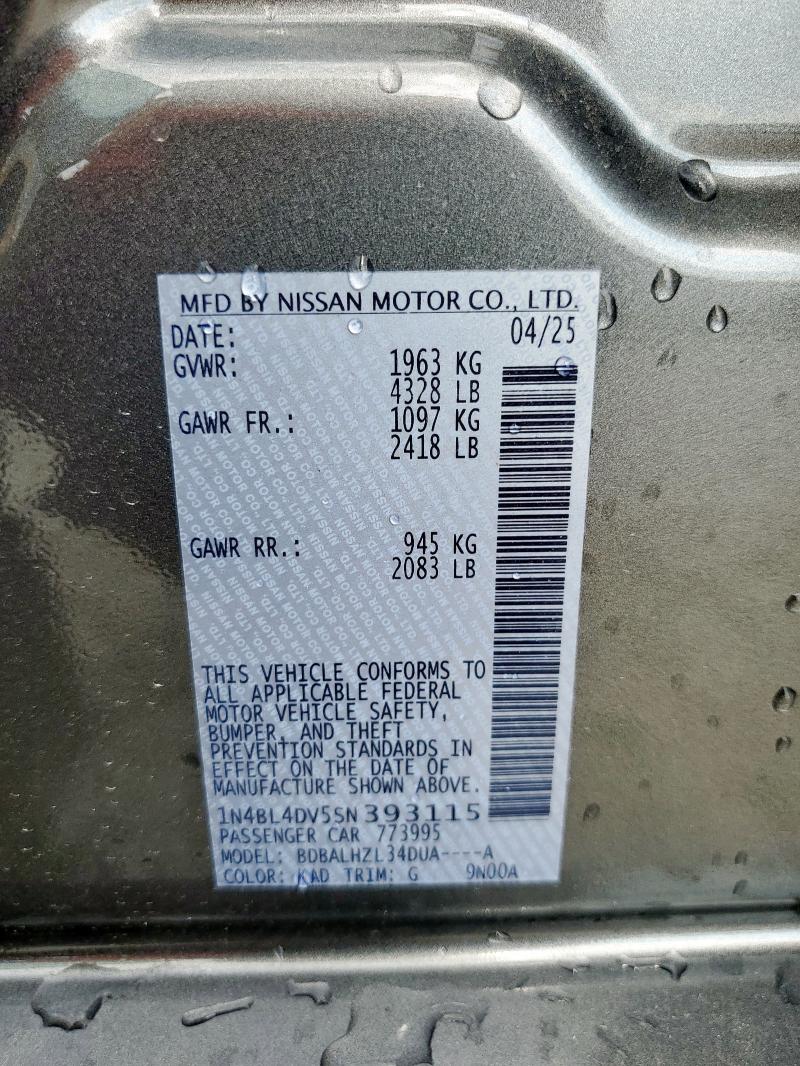 MFD BY NISSAN MOTOR CO., LTD.
DATE: 04/25
GVWR: 1963 KG
4328 LB
GAWR FR.: 1097 KG
2418 LB
GAWR RR.: 945 KG
2083 LB
THIS VEHICLE CONFORMS TO
ALL APPLICABLE FEDERAL
MOTOR VEHICLE SAFETY,
BUMPER, AND THEFT
PREVENTION STANDARDS IN
EFFECT ON THE DATE OF
MANUFACTURE SHOWN ABOVE.
1N4BL4DV5SN393115
PASSENGER CAR 773995
MODEL: BDBALHZL34DUA----A
COLOR: KAD TRIM: G 9N00A